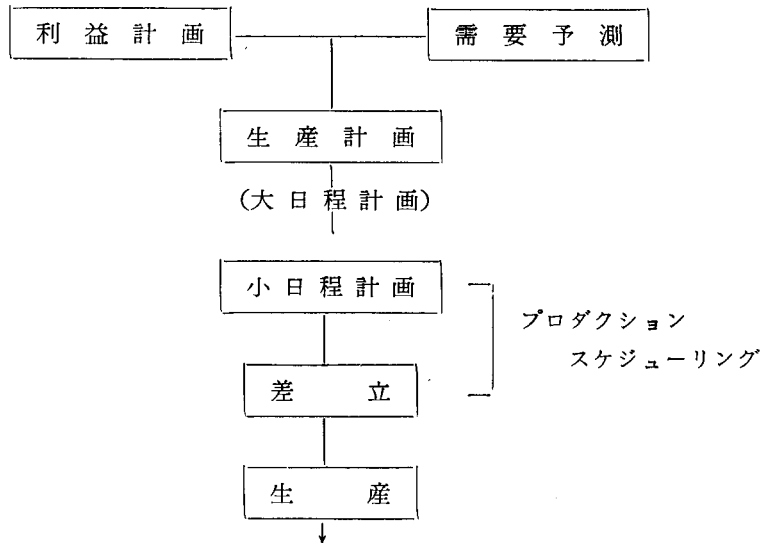 利益計画
需要予測
生産計画
(大日程計画)
小日程計画
プロダクション
スケジューリング
差立
生産